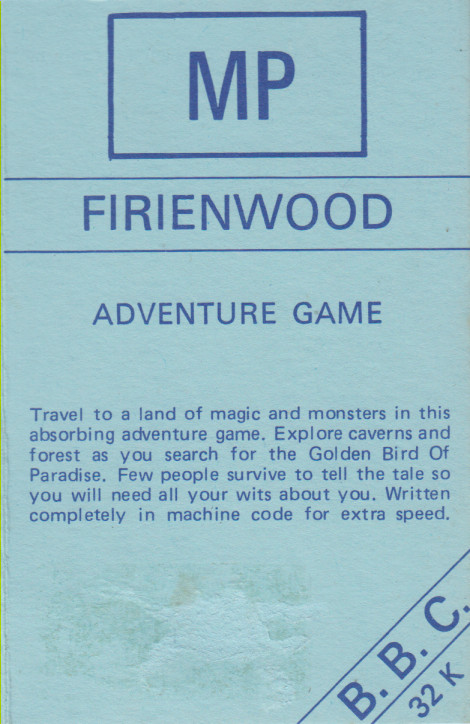 MP
FIRIENWOOD
ADVENTURE GAME
Travel to a land of magic and monsters in this
absorbing adventure game. Explore caverns and
forest as you search for the Golden Bird Of
Paradise. Few people survive to tell the tale so
you will need all your wits about you. Written
completely in machine code for extra speed.
B. B. C.
32 K